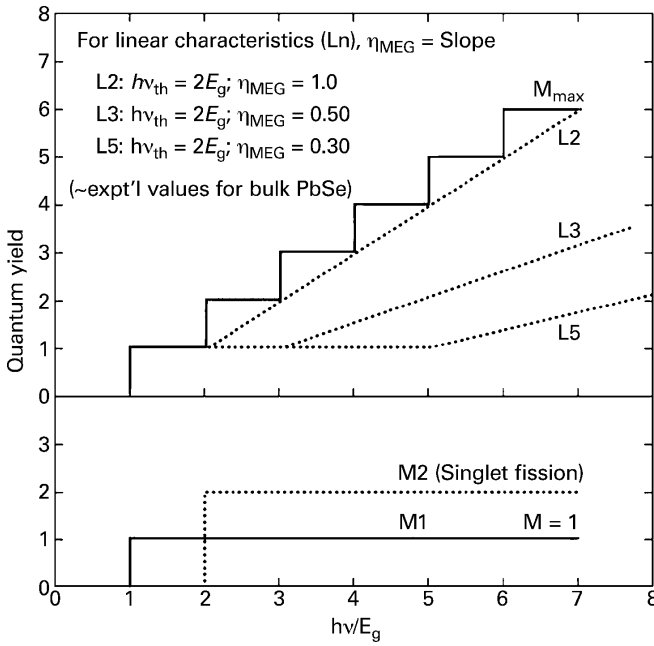 8
7
6
5
4
3
2
1
0
Quantum yield
For linear characteristics (Ln), ηMEG = Slope
L2: hνth = 2Eg; ηMEG = 1.0
L3: hνth = 2Eg; ηMEG = 0.50
L5: hνth = 2Eg; ηMEG = 0.30
(~expt'l values for bulk PbSe)
Mmax
L2
L3
L5
3
2
1
0
M2 (Singlet fission)
M1 M = 1
0 1 2 3 4 5 6 7 8
hν/Eg